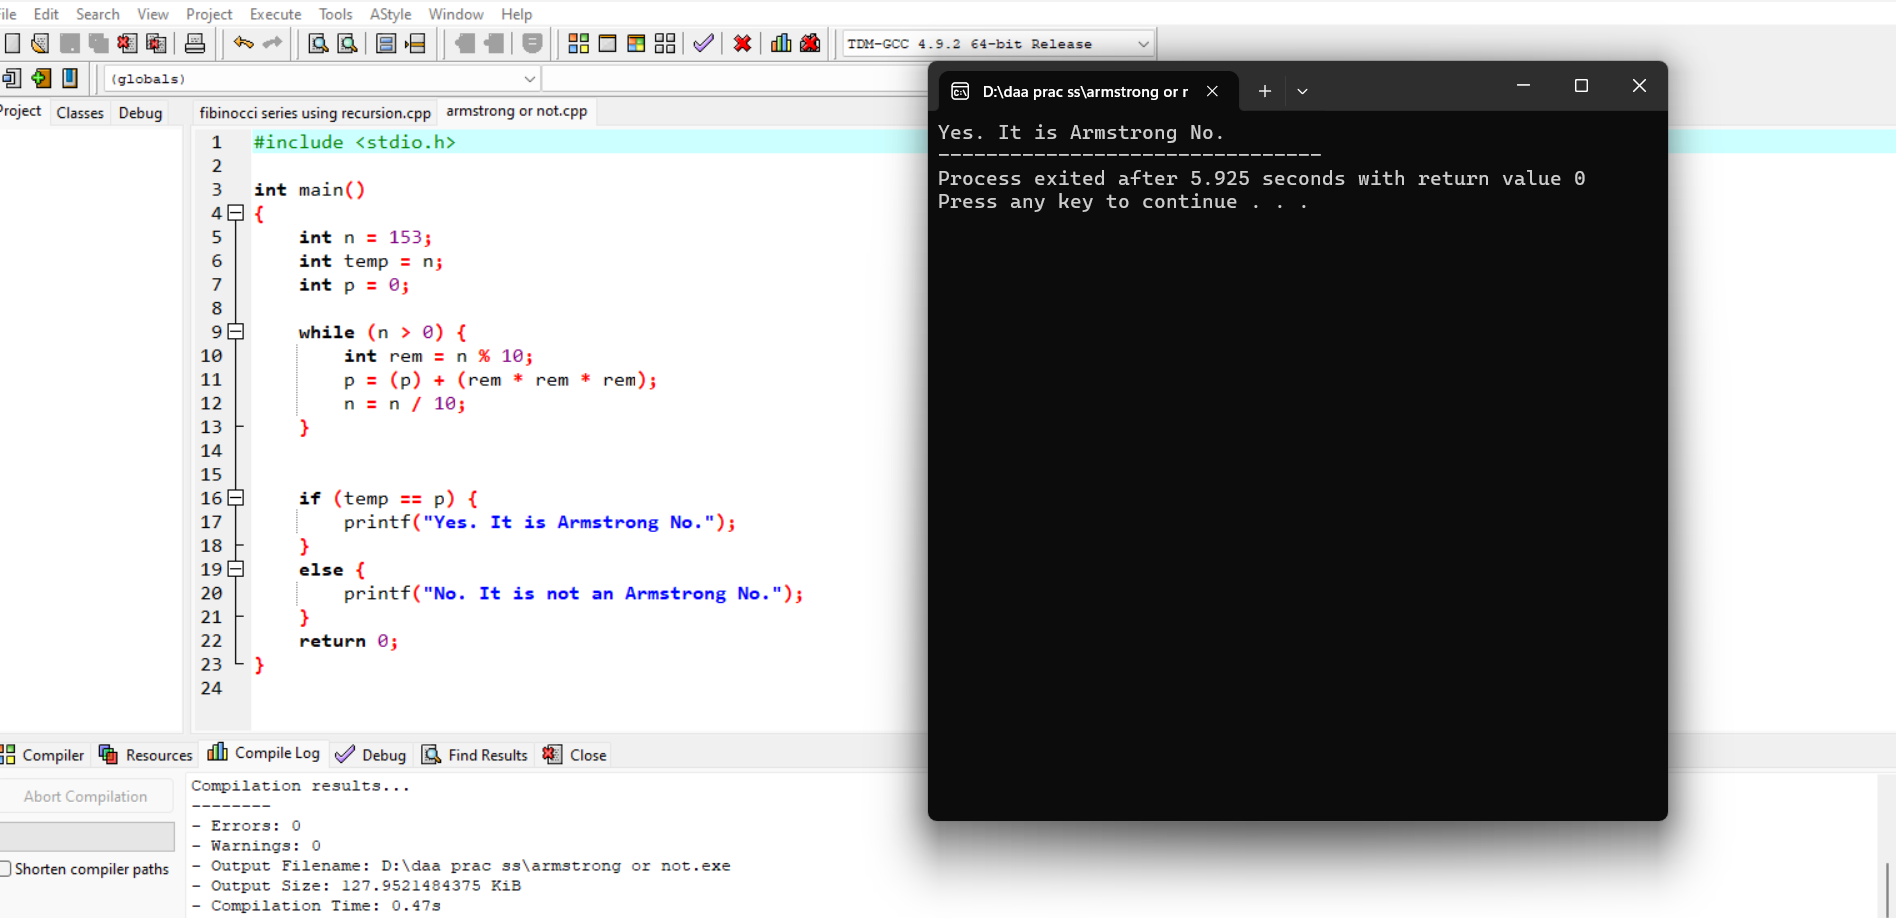 File Edit Search View Project Execute Tools AStyle Window Help
TDM-GCC 4.9.2 64-bit Release
(globals)
Project Classes Debug
fibinocci series using recursion.cpp armstrong or not.cpp
1 #include <stdio.h>
2
3 int main()
4 {
5 int n = 153;
6 int temp = n;
7 int p = 0;
8
9 while (n > 0) {
10 int rem = n % 10;
11 p = (p) + (rem * rem * rem);
12 n = n / 10;
13 }
14
15
16 if (temp == p) {
17 printf("Yes. It is Armstrong No.");
18 }
19 else {
20 printf("No. It is not an Armstrong No.");
21 }
22 return 0;
23 }
24
D:\daa prac ss\armstrong or r
Yes. It is Armstrong No.
--------------------------------
Process exited after 5.925 seconds with return value 0
Press any key to continue . . .
Compiler Resources Compile Log Debug Find Results Close
Abort Compilation
Shorten compiler paths
Compilation results...
--------
- Errors: 0
- Warnings: 0
- Output Filename: D:\daa prac ss\armstrong or not.exe
- Output Size: 127.9521484375 KiB
- Compilation Time: 0.47s